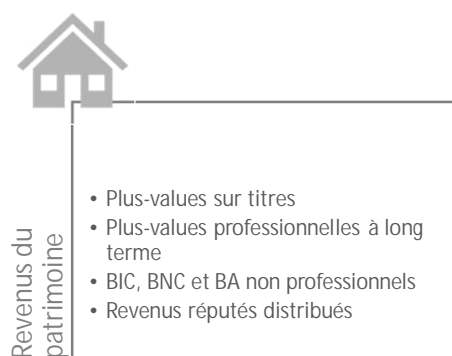 Revenus du
patrimoine
• Plus-values sur titres
• Plus-values professionnelles à long
terme
• BIC, BNC et BA non professionnels
• Revenus réputés distribués